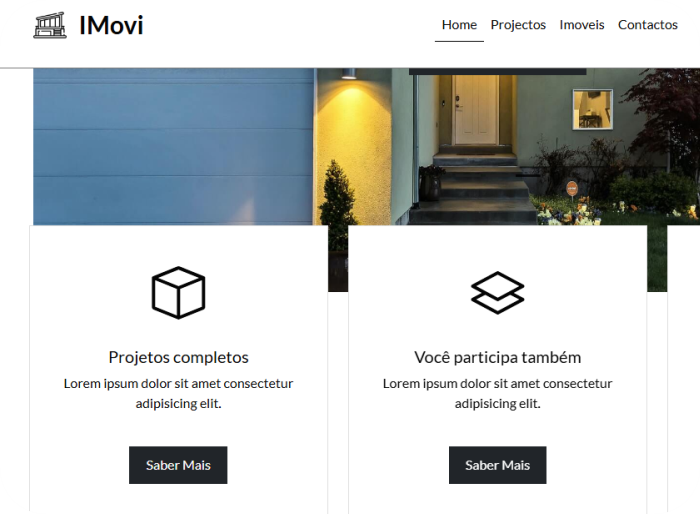 IMovi
Home Projectos Imoveis Contactos
Projetos completos
Lorem ipsum dolor sit amet consectetur
adipisicing elit.
Saber Mais
Você participa também
Lorem ipsum dolor sit amet consectetur
adipisicing elit.
Saber Mais